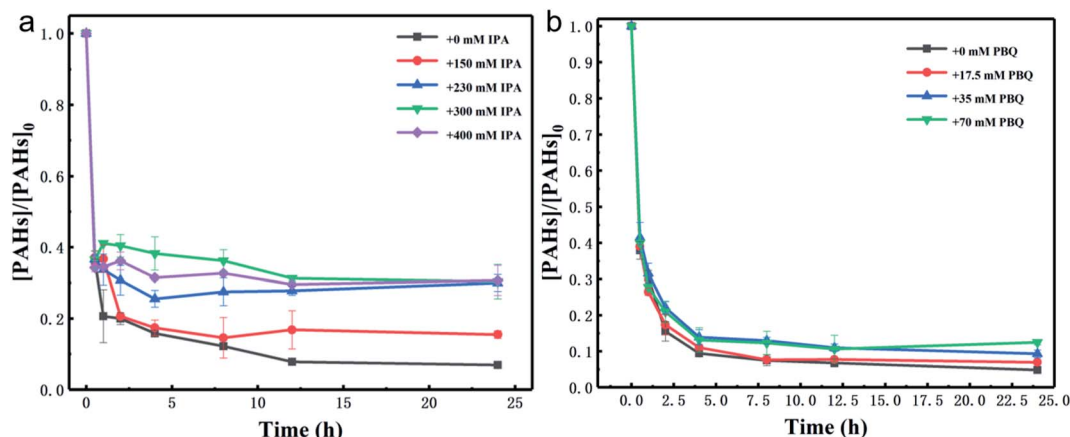 a
[PAHs]/[PAHs]0
1.0
0.8
0.6
0.4
0.2
0.0
+0 mM IPA
+150 mM IPA
+230 mM IPA
+300 mM IPA
+400 mM IPA
0 5 10 15 20 25
Time (h)
b
[PAHs]/[PAHs]0
1.0
0.9
0.8
0.7
0.6
0.5
0.4
0.3
0.2
0.1
0.0
+0 mM PBQ
+17.5 mM PBQ
+35 mM PBQ
+70 mM PBQ
0.0 2.5 5.0 7.5 10.0 12.5 15.0 17.5 20.0 22.5 25.0
Time (h)